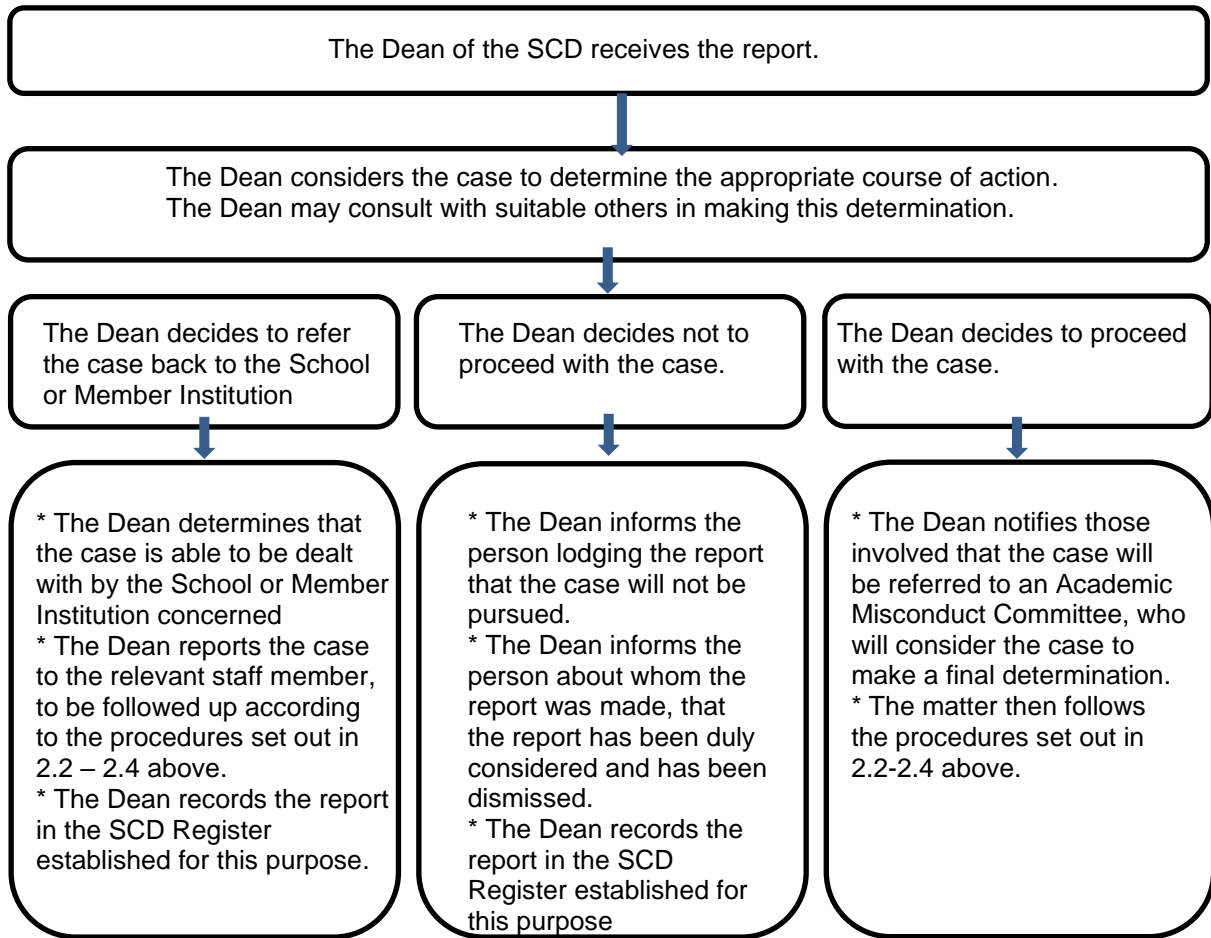 The Dean of the SCD receives the report.
The Dean considers the case to determine the appropriate course of action.
The Dean may consult with suitable others in making this determination.
The Dean decides to refer
the case back to the School
or Member Institution
The Dean decides not to
proceed with the case.
The Dean decides to proceed
with the case.
* The Dean determines that
the case is able to be dealt
with by the School or Member
Institution concerned
* The Dean reports the case
to the relevant staff member,
to be followed up according
to the procedures set out in
2.2 – 2.4 above.
* The Dean records the report
in the SCD Register
established for this purpose.
* The Dean informs the
person lodging the report
that the case will not be
pursued.
* The Dean informs the
person about whom the
report was made, that
the report has been duly
considered and has been
dismissed.
* The Dean records the
report in the SCD
Register established for
this purpose
* The Dean notifies those
involved that the case will
be referred to an Academic
Misconduct Committee, who
will consider the case to
make a final determination.
* The matter then follows
the procedures set out in
2.2-2.4 above.